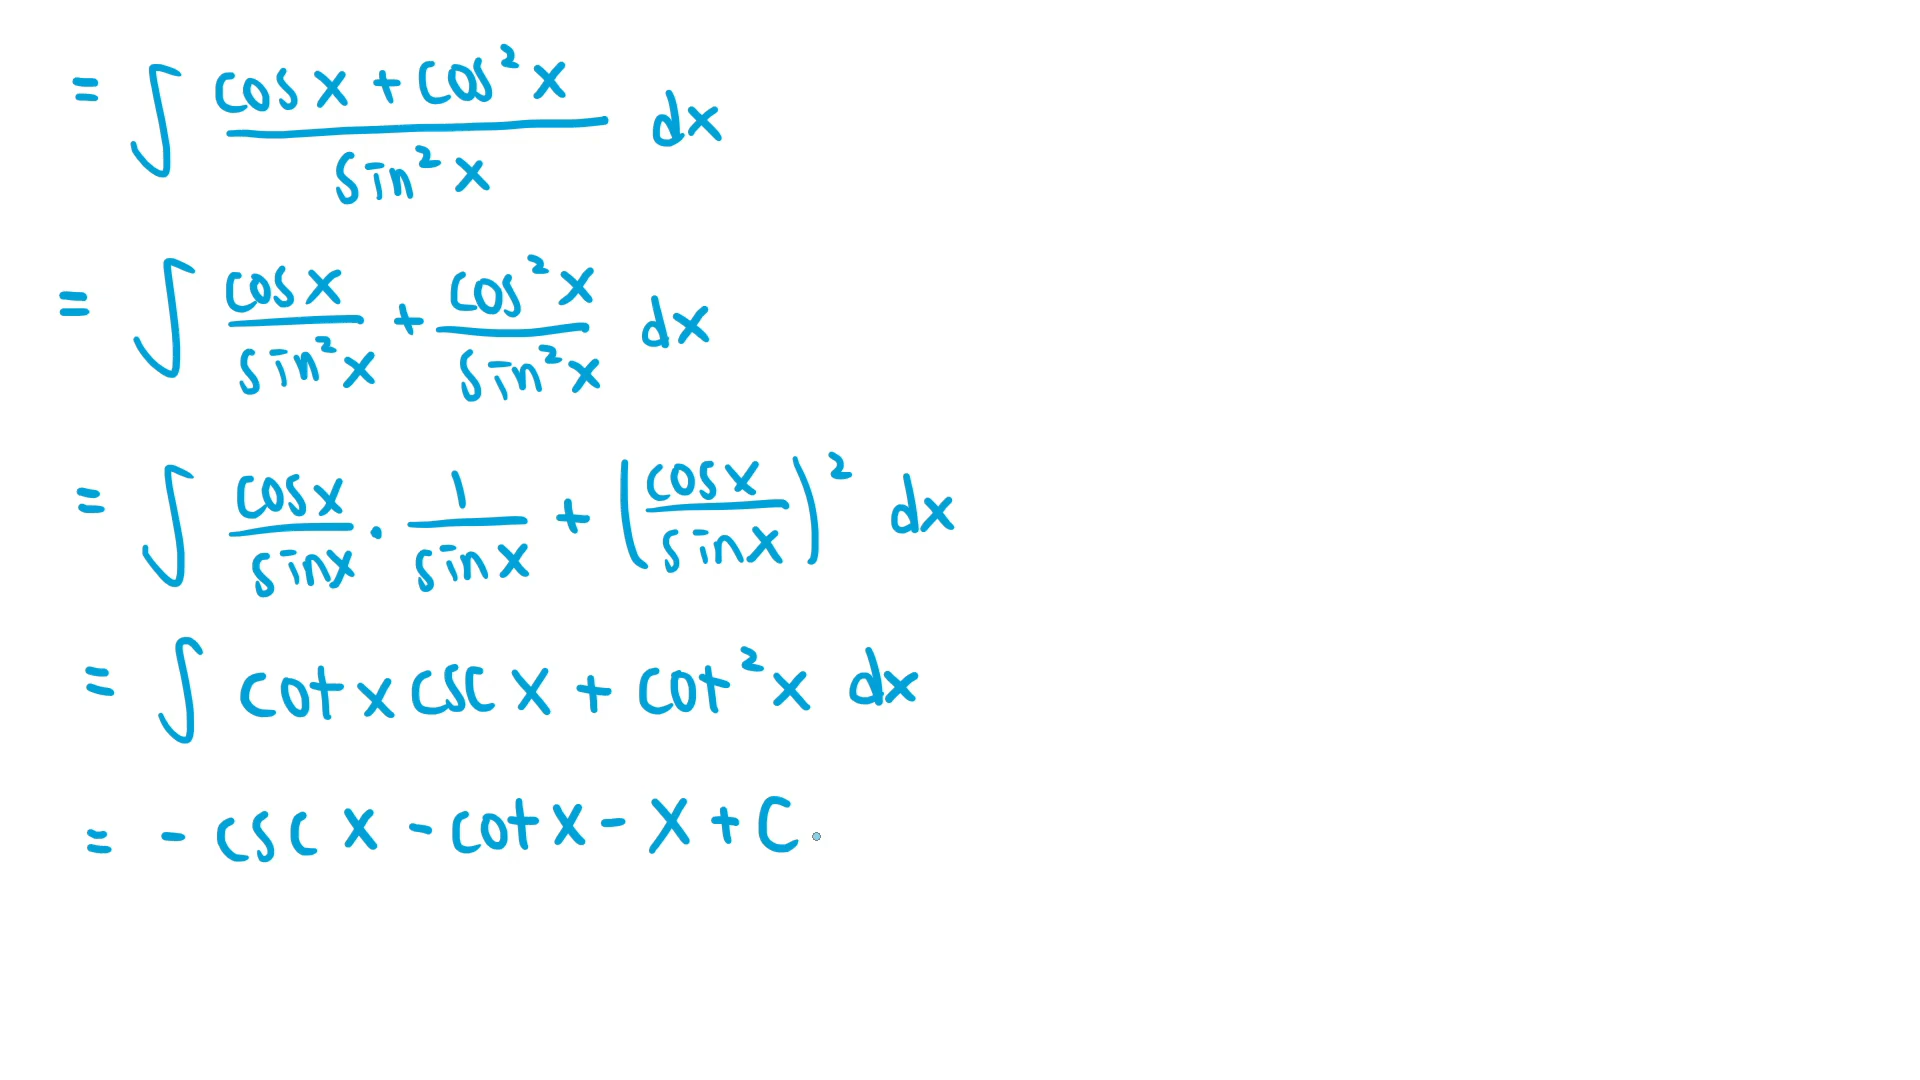 = ∫ (cos x + cos² x)/(sin² x) dx
= ∫ (cos x)/(sin² x) + (cos² x)/(sin² x) dx
= ∫ (cos x)/(sin x) · 1/(sin x) + ((cos x)/(sin x))² dx
= ∫ cot x csc x + cot² x dx
= - csc x - cot x - x + C